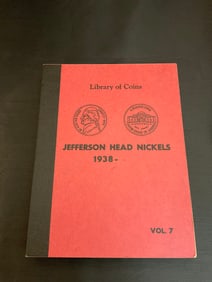 Library of Coins
JEFFERSON HEAD NICKELS
1938-
VOL. 7